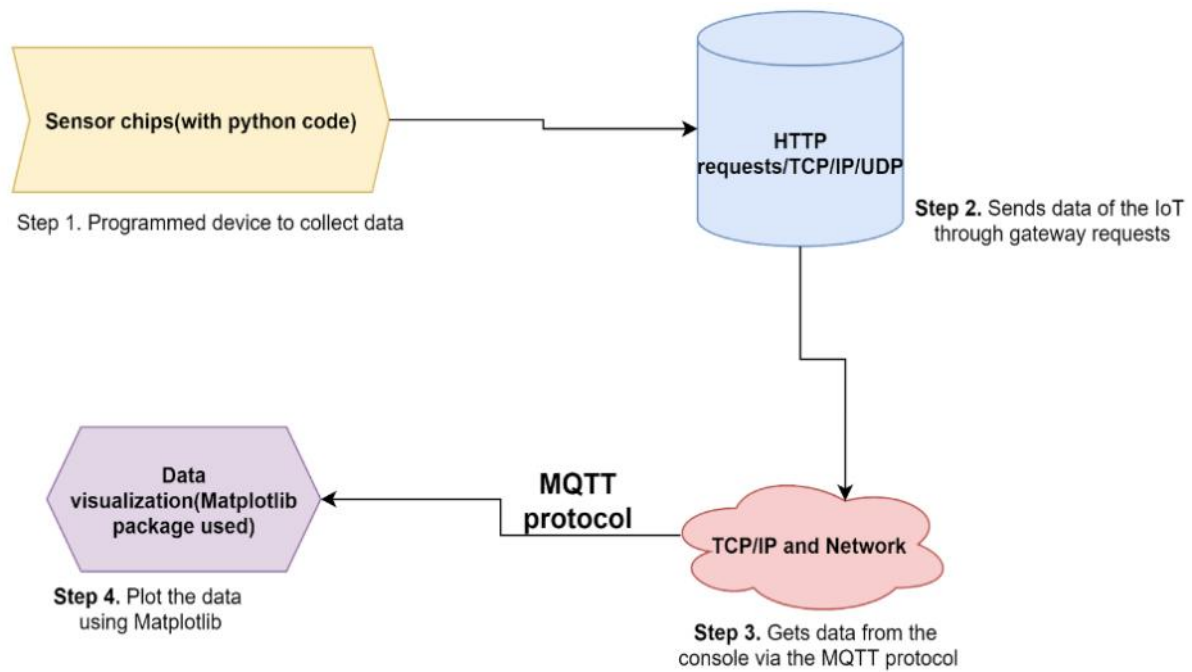 Sensor chips(with python code)
Step 1. Programmed device to collect data
HTTP
requests/TCP/IP/UDP
Step 2. Sends data of the IoT
through gateway requests
Data
visualization(Matplotlib
package used)
MQTT
protocol
TCP/IP and Network
Step 4. Plot the data
using Matplotlib
Step 3. Gets data from the
console via the MQTT protocol